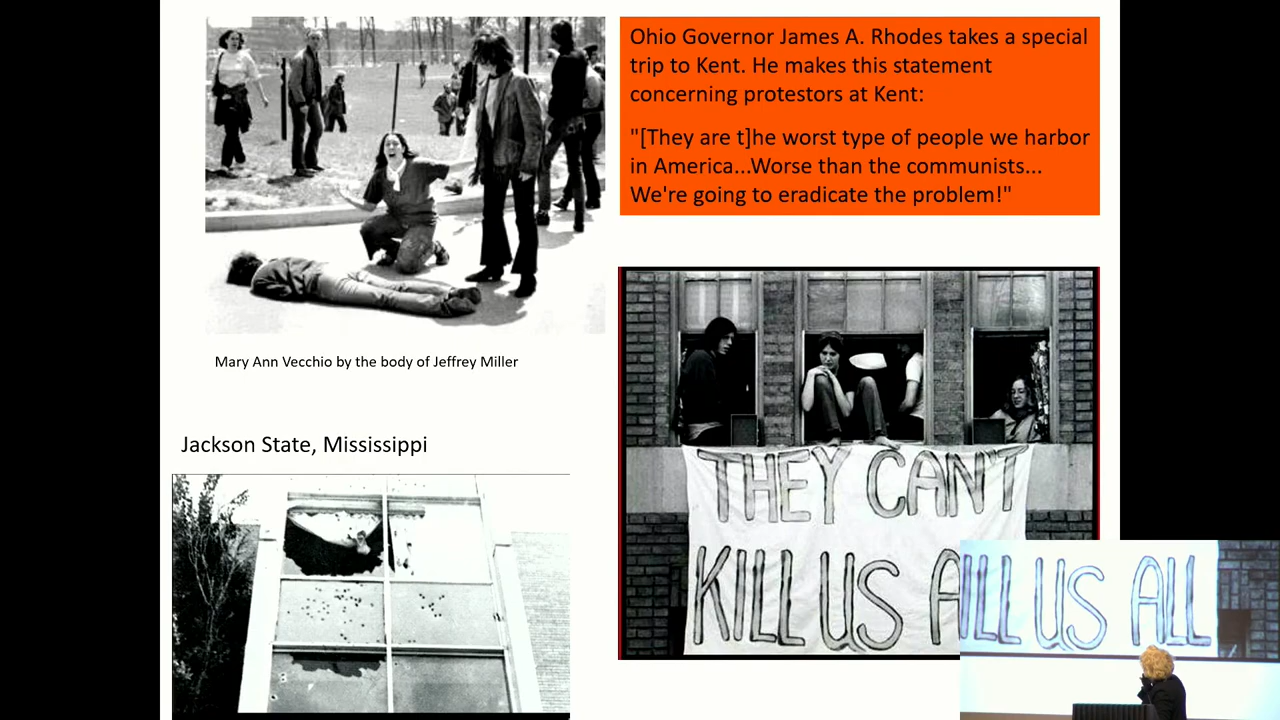 Ohio Governor James A. Rhodes takes a special
trip to Kent. He makes this statement
concerning protestors at Kent:
"[They are t]he worst type of people we harbor
in America...Worse than the communists...
We're going to eradicate the problem!"
Mary Ann Vecchio by the body of Jeffrey Miller
Jackson State, Mississippi
THEY CAN'T
KILL US A
ILL US ALL